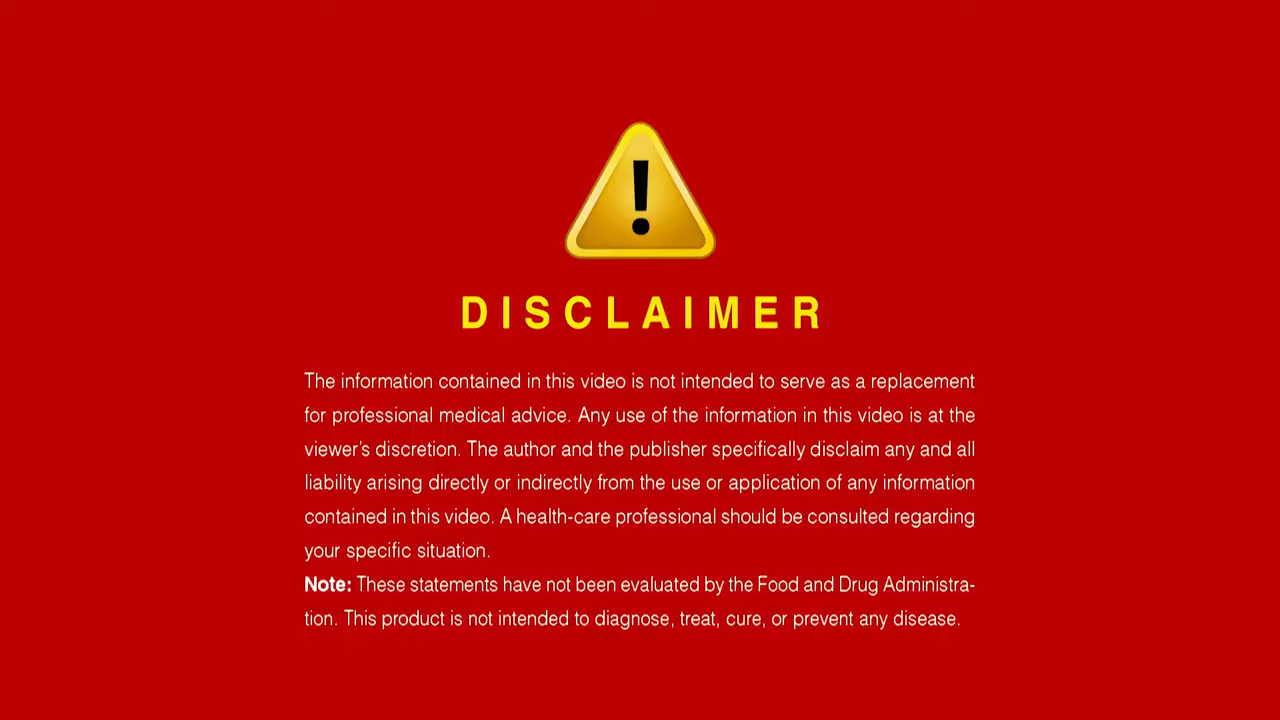 DISCLAIMER
The information contained in this video is not intended to serve as a replacement
for professional medical advice. Any use of the information in this video is at the
viewer's discretion. The author and the publisher specifically disclaim any and all
liability arising directly or indirectly from the use or application of any information
contained in this video. A health-care professional should be consulted regarding
your specific situation.
Note: These statements have not been evaluated by the Food and Drug Administra-
tion. This product is not intended to diagnose, treat, cure, or prevent any disease.